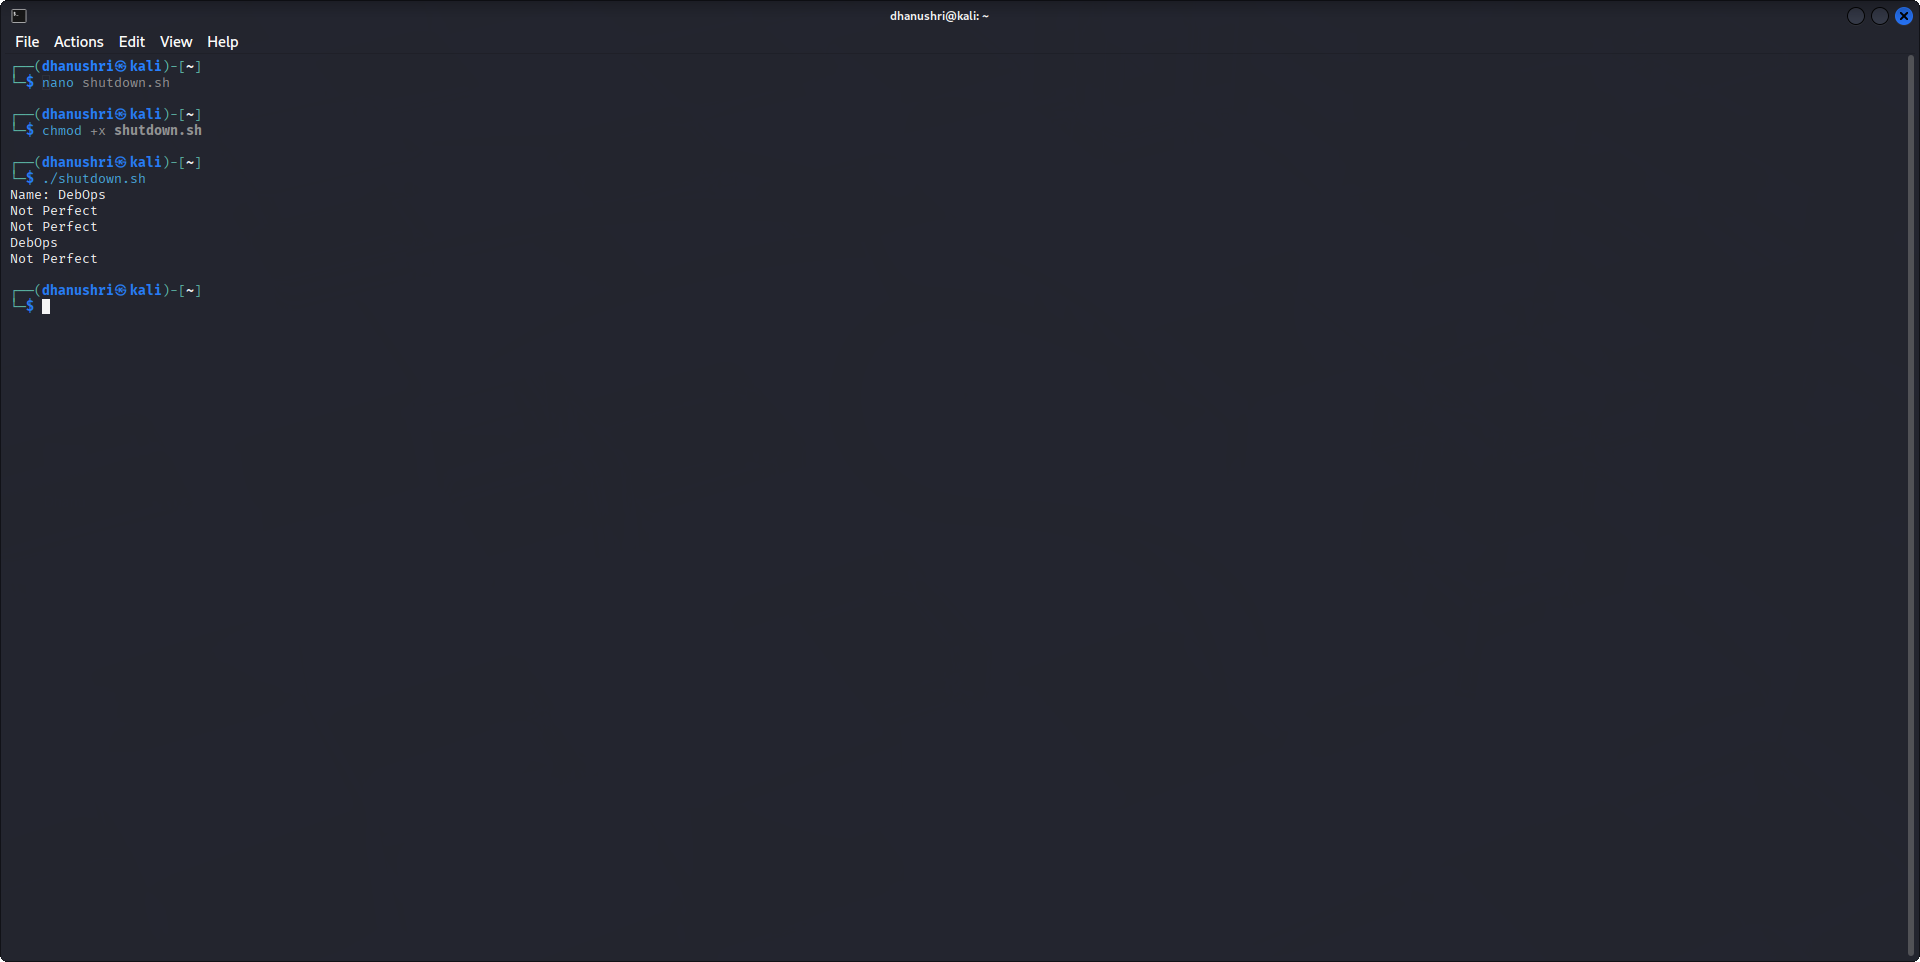 dhanushri@kali: ~
File Actions Edit View Help
┌──(dhanushri㉿kali)-[~]
└─$ nano shutdown.sh
┌──(dhanushri㉿kali)-[~]
└─$ chmod +x shutdown.sh
┌──(dhanushri㉿kali)-[~]
└─$ ./shutdown.sh
Name: DebOps
Not Perfect
Not Perfect
DebOps
Not Perfect
┌──(dhanushri㉿kali)-[~]
└─$